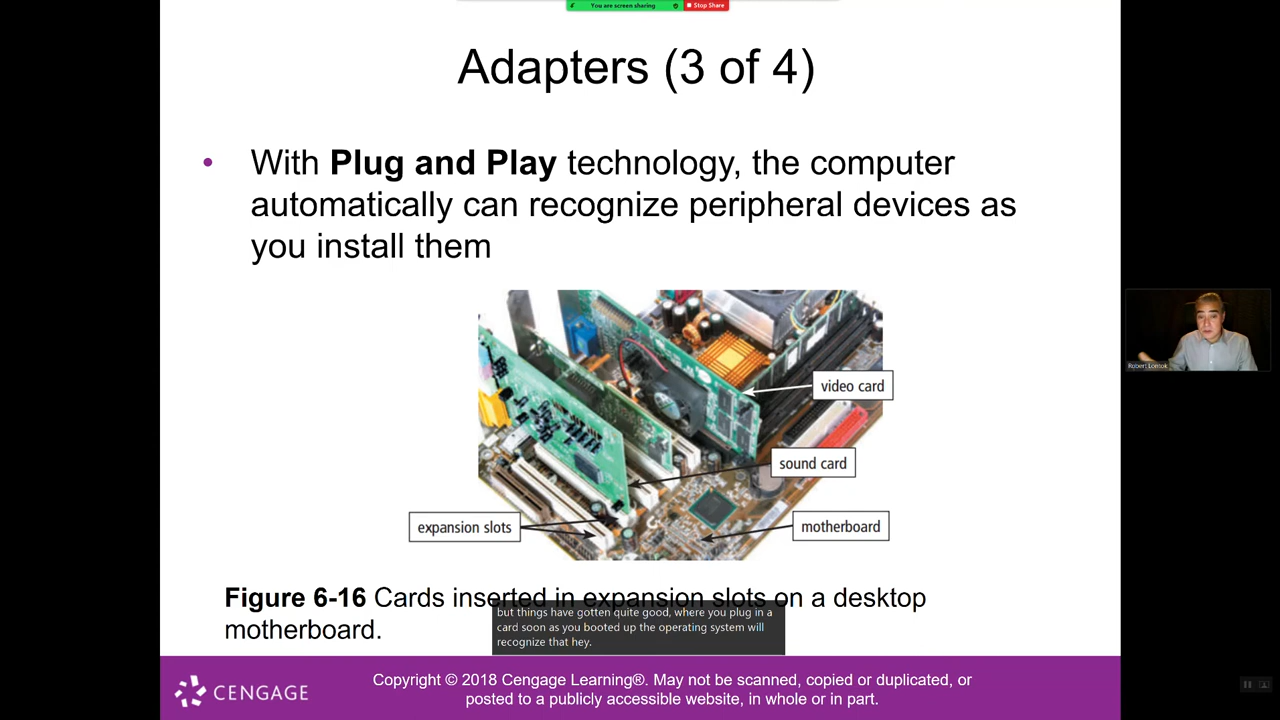 You are screen sharing
Stop Share
Adapters (3 of 4)
• With Plug and Play technology, the computer
automatically can recognize peripheral devices as
you install them
video card
sound card
expansion slots
motherboard
Figure 6-16 Cards inserted in expansion slots on a desktop
motherboard.
but things have gotten quite good, where you plug in a
card soon as you booted up the operating system will
recognize that hey.
CENGAGE
Copyright © 2018 Cengage Learning®. May not be scanned, copied or duplicated, or
posted to a publicly accessible website, in whole or in part.
Robert Lomok